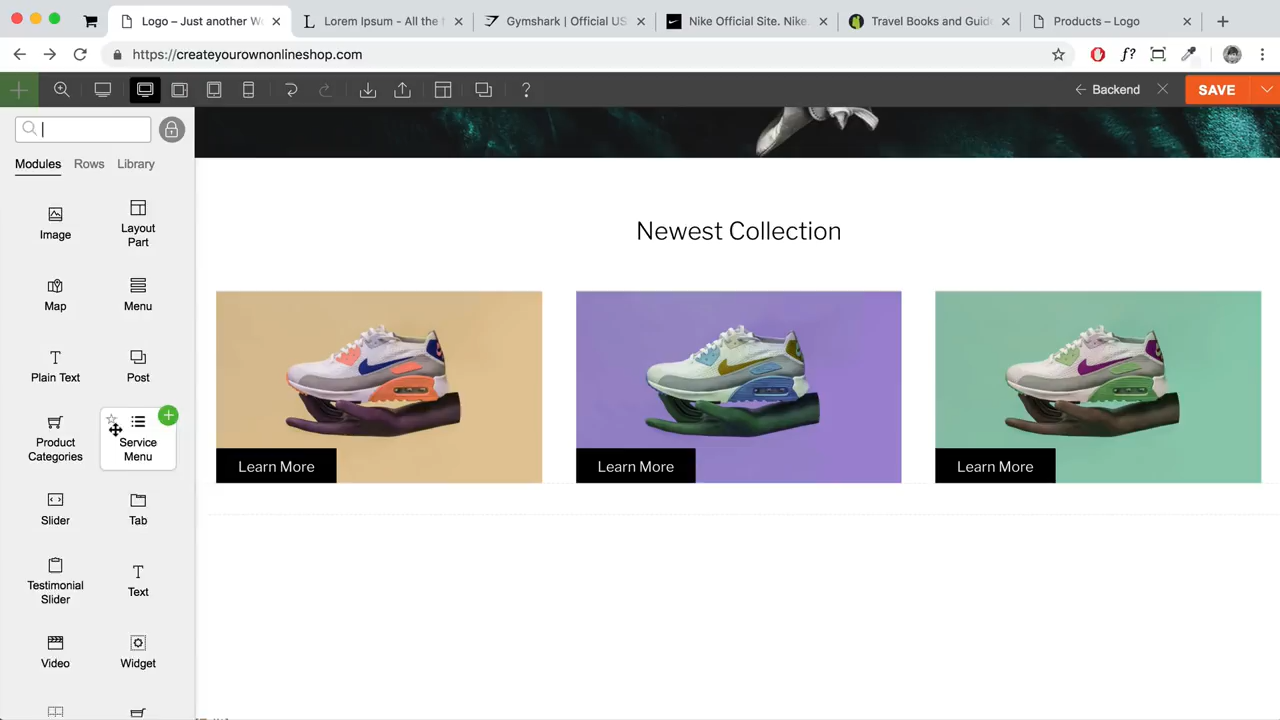 Logo – Just another W
Lorem Ipsum - All the f
Gymshark | Official US
Nike Official Site. Nike.
Travel Books and Guide
Products – Logo
https://createyourownonlineshop.com
f?
?
Backend
SAVE
Modules
Rows
Library
Image
Layout
Part
Map
Menu
Plain Text
Post
Product
Categories
Service
Menu
Slider
Tab
Testimonial
Slider
Text
Video
Widget
Newest Collection
Learn More
Learn More
Learn More